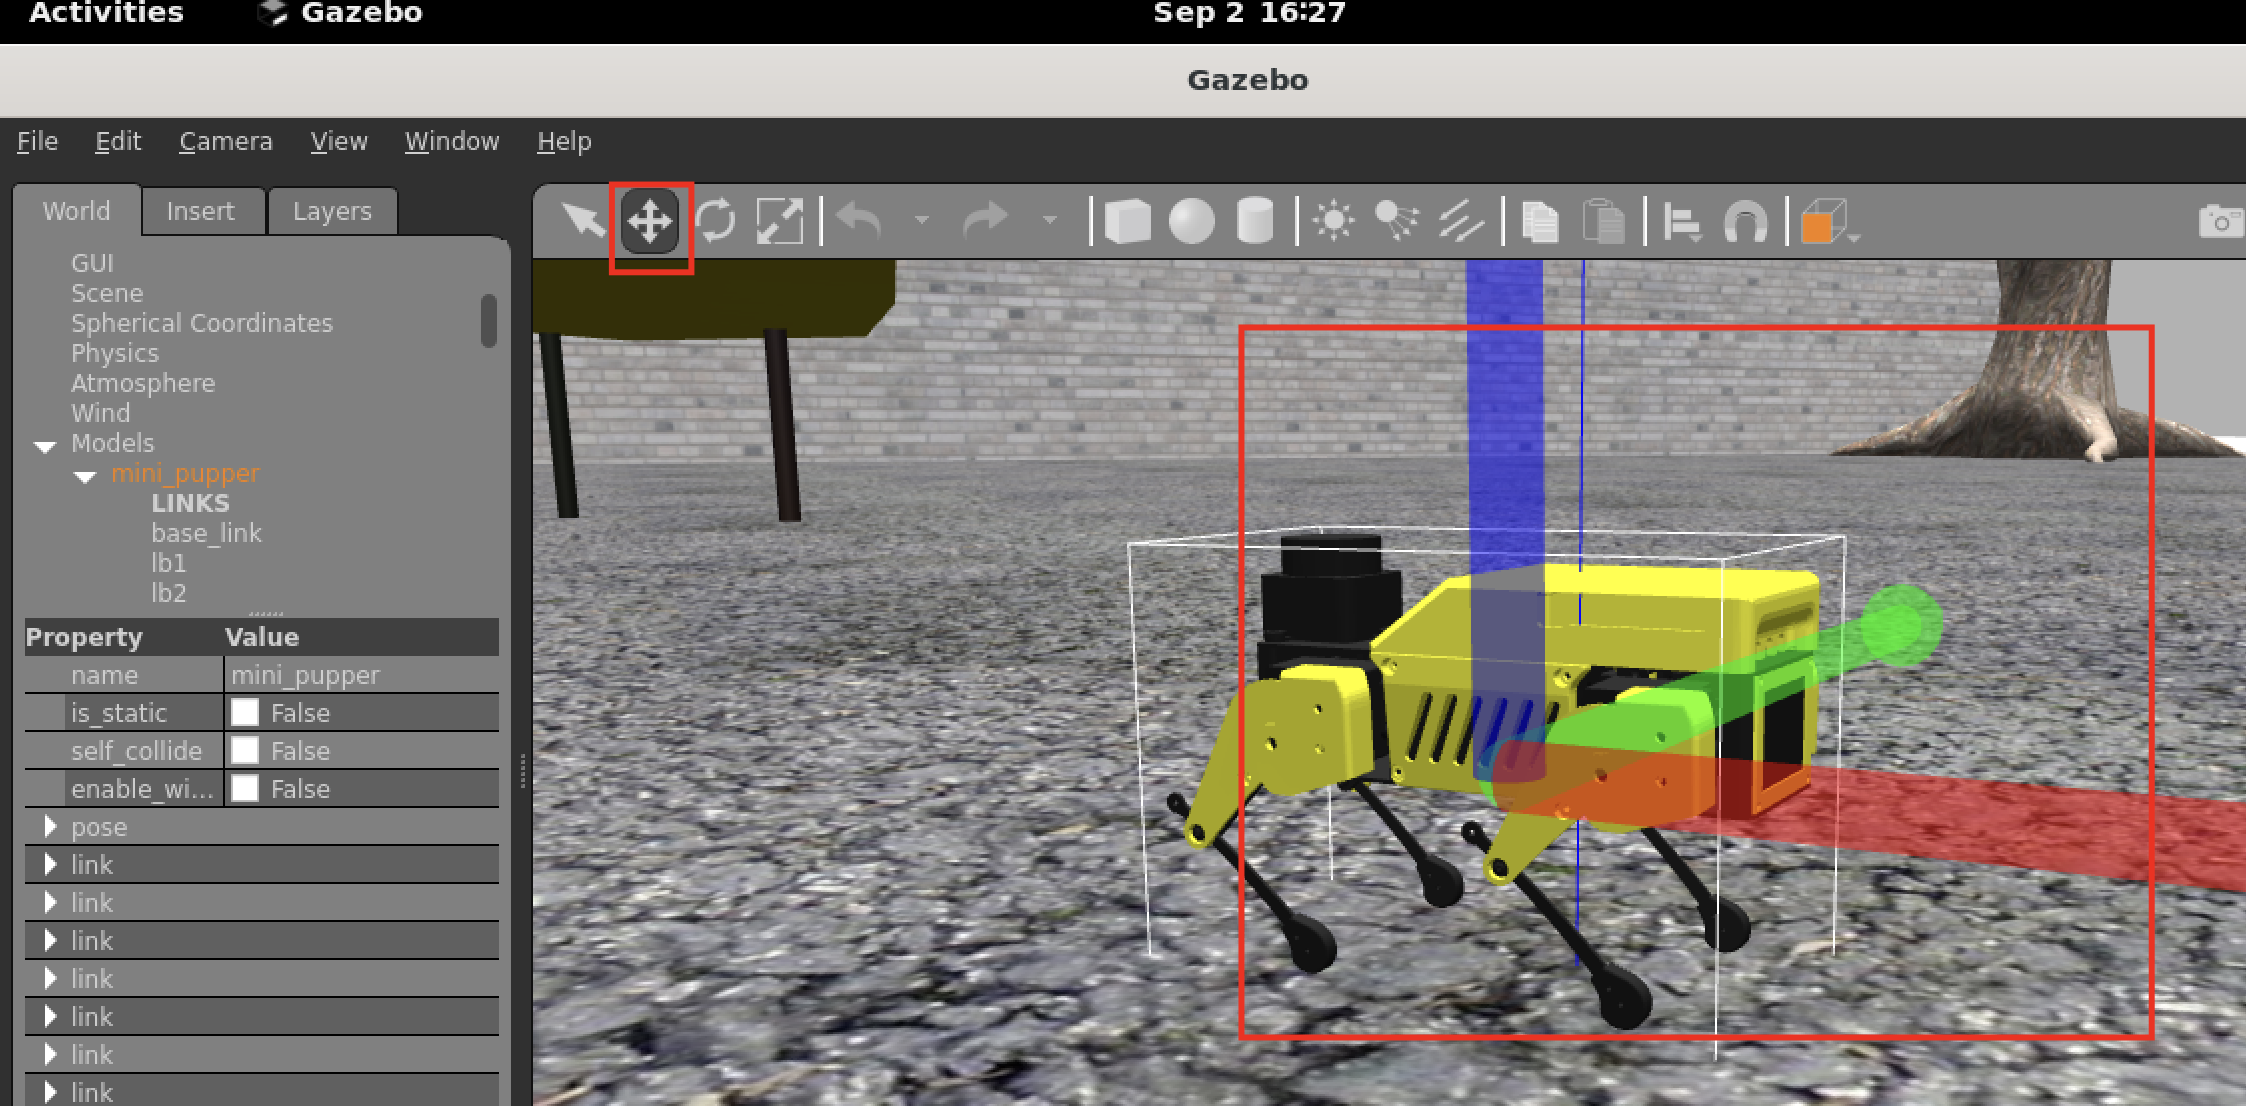 Activities Gazebo Sep 2 16:27
Gazebo
File Edit Camera View Window Help
World Insert Layers
GUI
Scene
Spherical Coordinates
Physics
Atmosphere
Wind
Models
mini_pupper
LINKS
base_link
lb1
lb2
Property Value
name mini_pupper
is_static False
self_collide False
enable_wi... False
pose
link
link
link
link
link
link
link